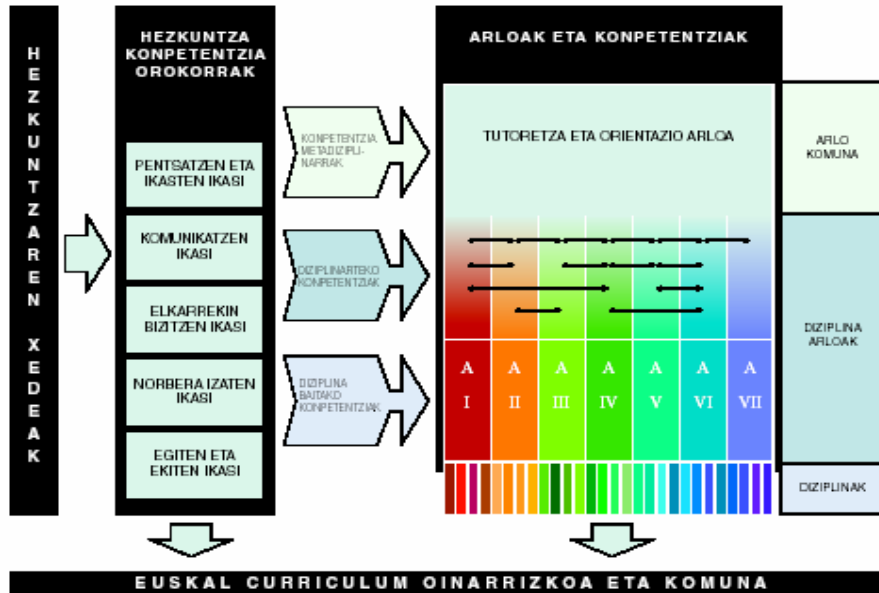 HEZKUNTZAREN XEDEAK
HEZKUNTZA
KONPETENTZIA
OROKORRAK
PENTSATZEN ETA
IKASTEN IKASI
KOMUNIKATZEN
IKASI
ELKARREKIN
BIZITZEN IKASI
NORBERA IZATEN
IKASI
EGITEN ETA
EKITEN IKASI
KONPETENTZIA
METADIZIPLI-
NARRAK
DIZIPLINARTEKO
KONPETENTZIAK
DIZIPLINA
BAITAKO
KONPETENTZIAK
ARLOAK ETA KONPETENTZIAK
TUTORETZA ETA ORIENTAZIO ARLOA
A A A A A A A
I II III IV V VI VII
ARLO
KOMUNA
DIZIPLINA
ARLOAK
DIZIPLINAK
EUSKAL CURRICULUM OINARRIZKOA ETA KOMUNA